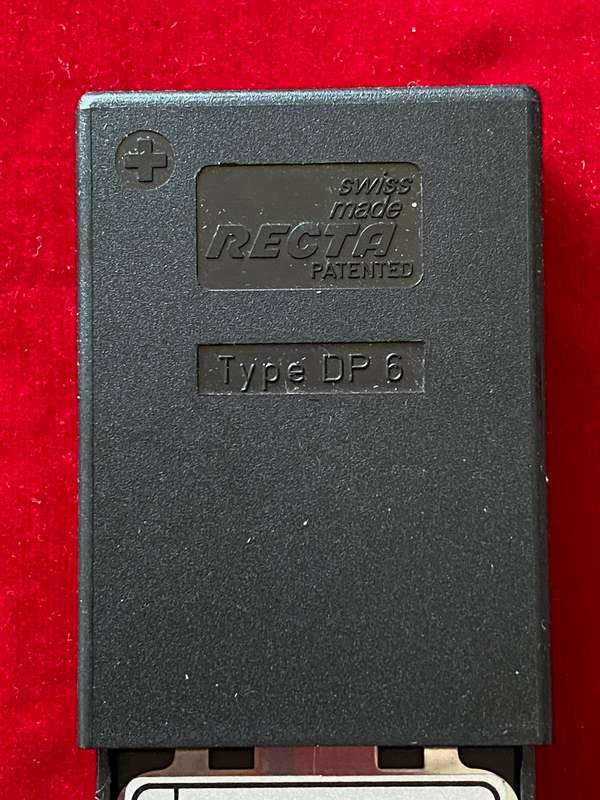 swiss
made
RECTA
PATENTED
Type DP 6